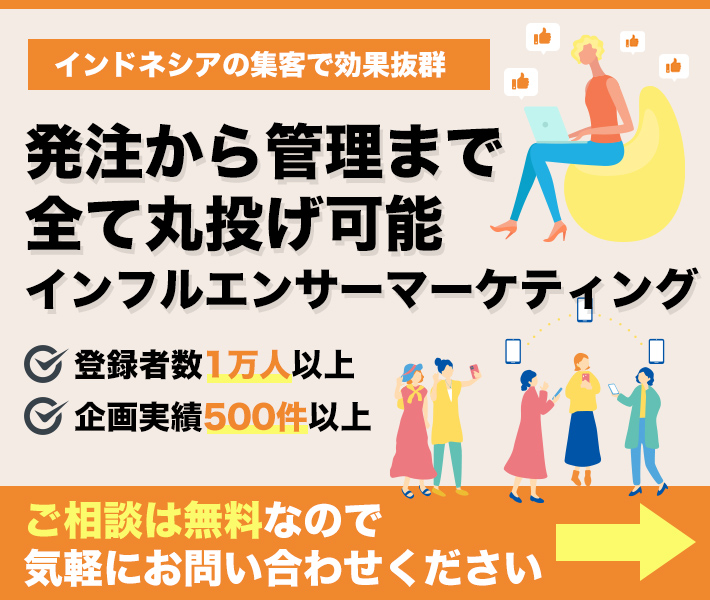 インドネシアの集客で効果抜群
発注から管理まで
全て丸投げ可能
インフルエンサーマーケティング
登録者数1万人以上
企画実績500件以上
ご相談は無料なので
気軽にお問い合わせください